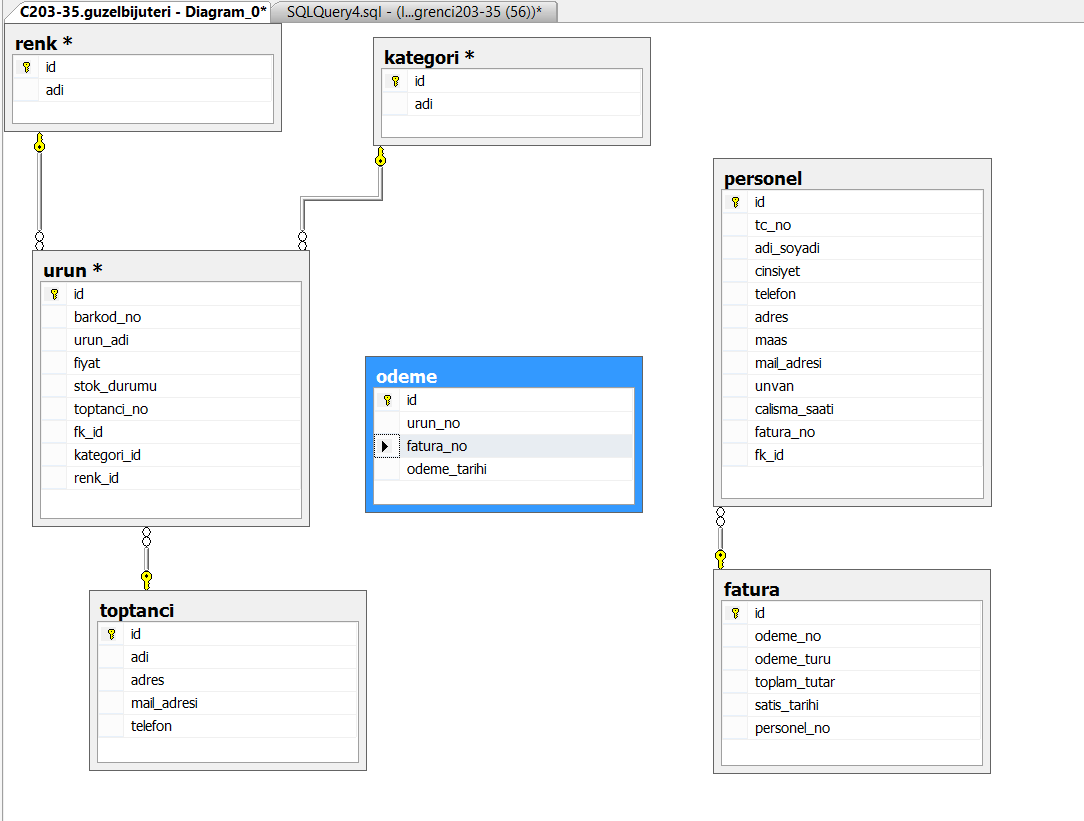 C203-35.guzelbijuteri - Diagram_0*
SQLQuery4.sql - (l...grenci203-35 (56))*
renk *
id
adi
kategori *
id
adi
personel
id
tc_no
adi_soyadi
cinsiyet
telefon
adres
maas
mail_adresi
unvan
calisma_saati
fatura_no
fk_id
urun *
id
barkod_no
urun_adi
fiyat
stok_durumu
toptanci_no
fk_id
kategori_id
renk_id
odeme
id
urun_no
fatura_no
odeme_tarihi
toptanci
id
adi
adres
mail_adresi
telefon
fatura
id
odeme_no
odeme_turu
toplam_tutar
satis_tarihi
personel_no